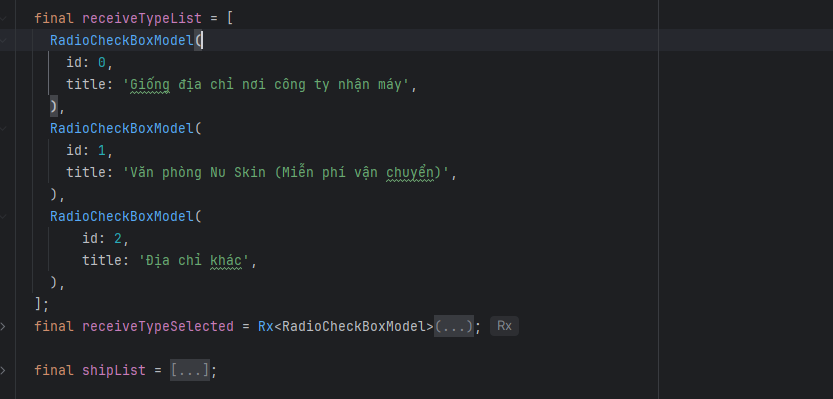 final receiveTypeList = [
RadioCheckBoxModel(
id: 0,
title: 'Giống địa chỉ nơi công ty nhận máy',
),
RadioCheckBoxModel(
id: 1,
title: 'Văn phòng Nu Skin (Miễn phí vận chuyển)',
),
RadioCheckBoxModel(
id: 2,
title: 'Địa chỉ khác',
),
];
final receiveTypeSelected = Rx<RadioCheckBoxModel>(...); Rx
final shipList = [...];